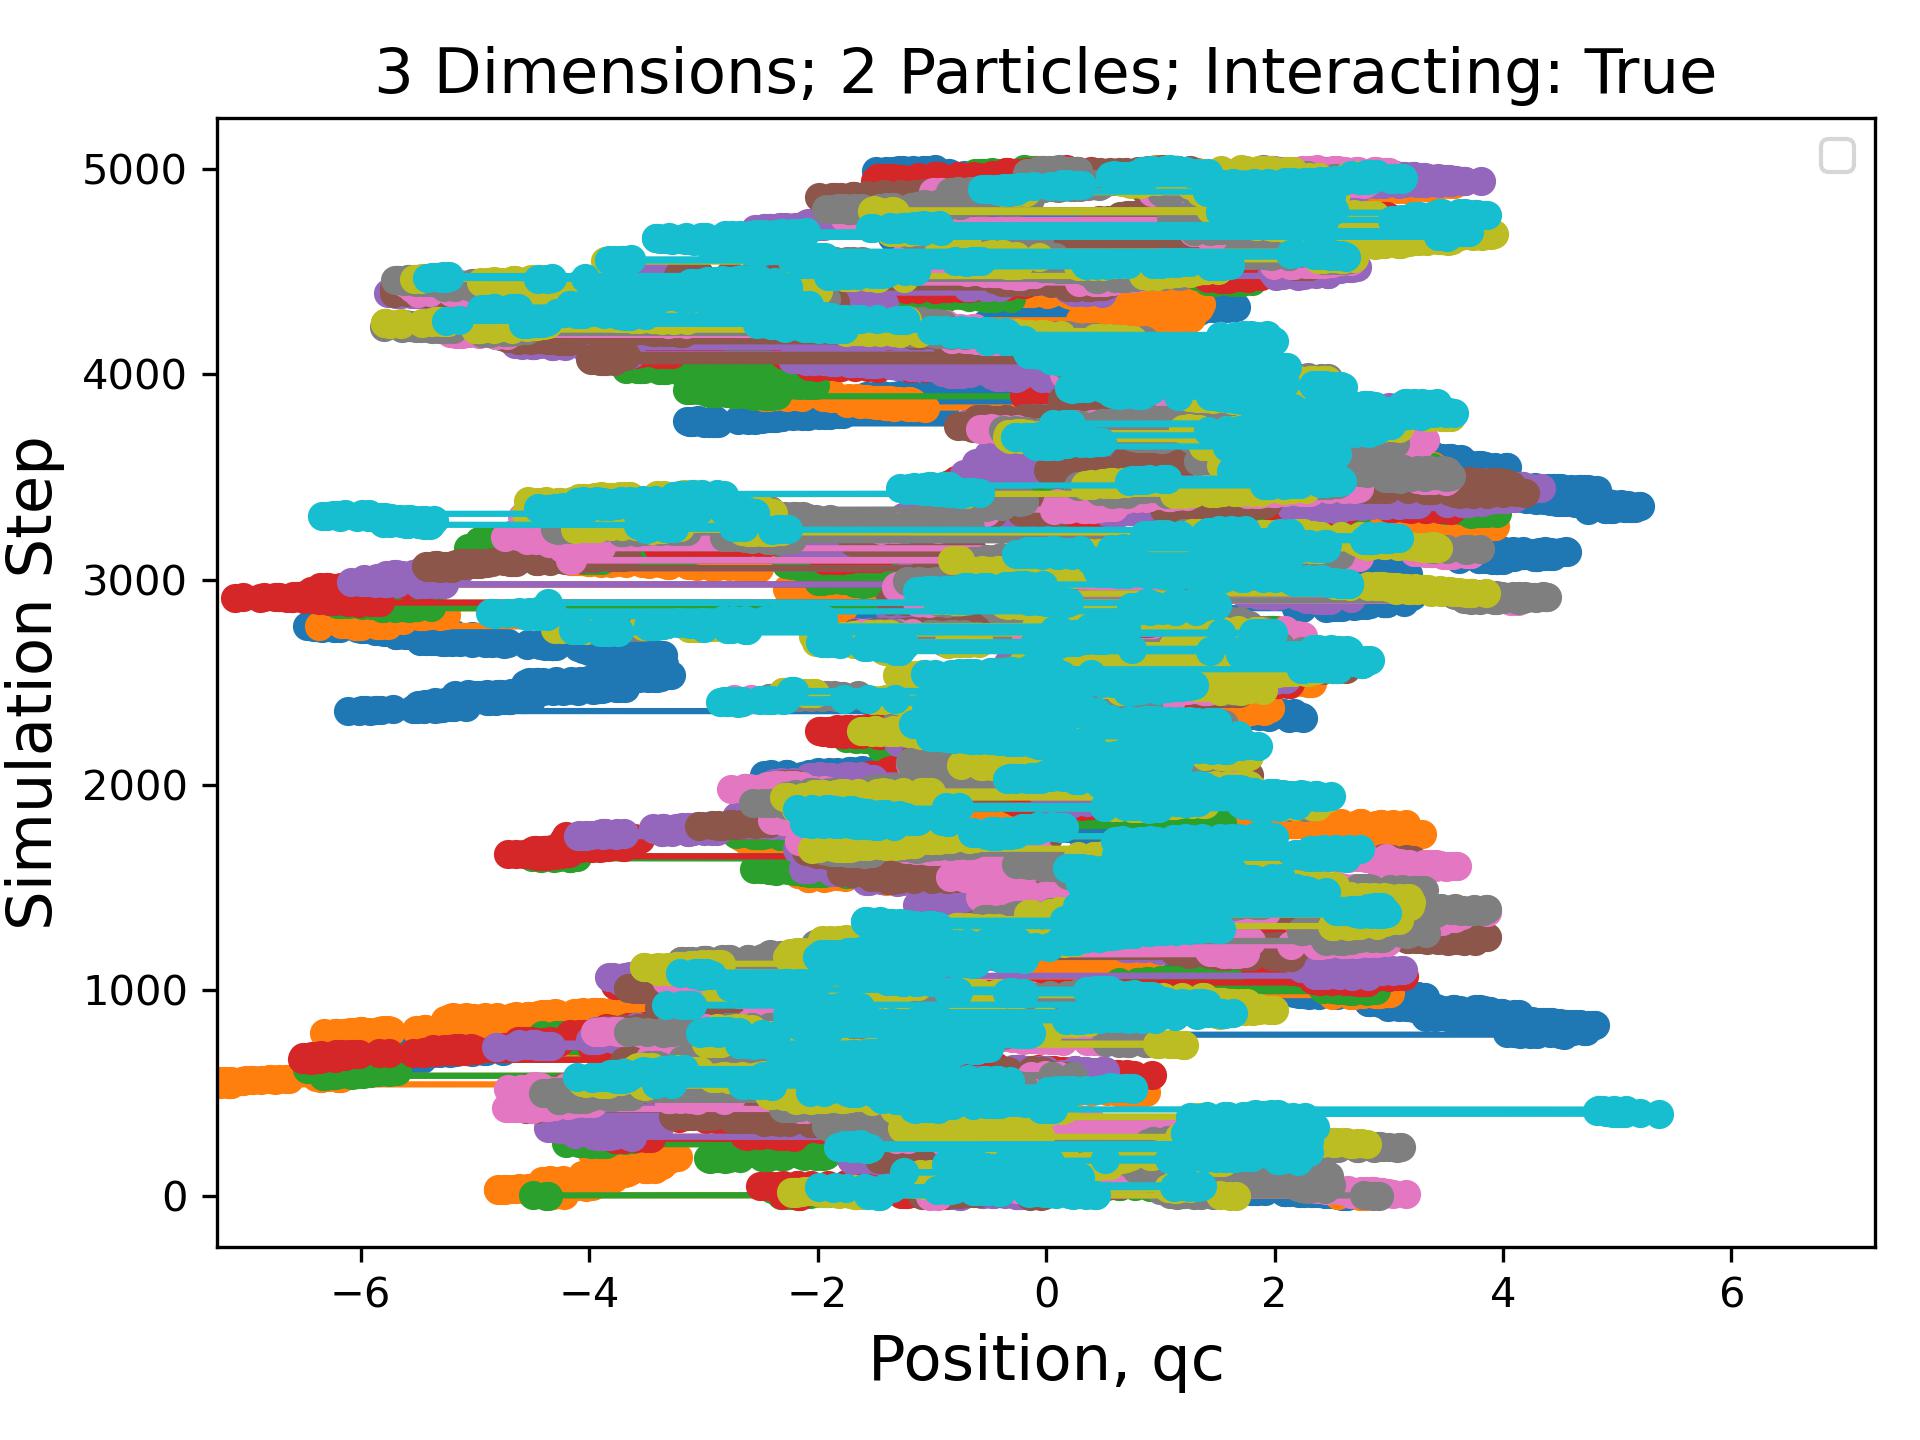 3 Dimensions; 2 Particles; Interacting: True
5000
4000
3000
2000
1000
0
Simulation Step
−6 −4 −2 0 2 4 6
Position, qc